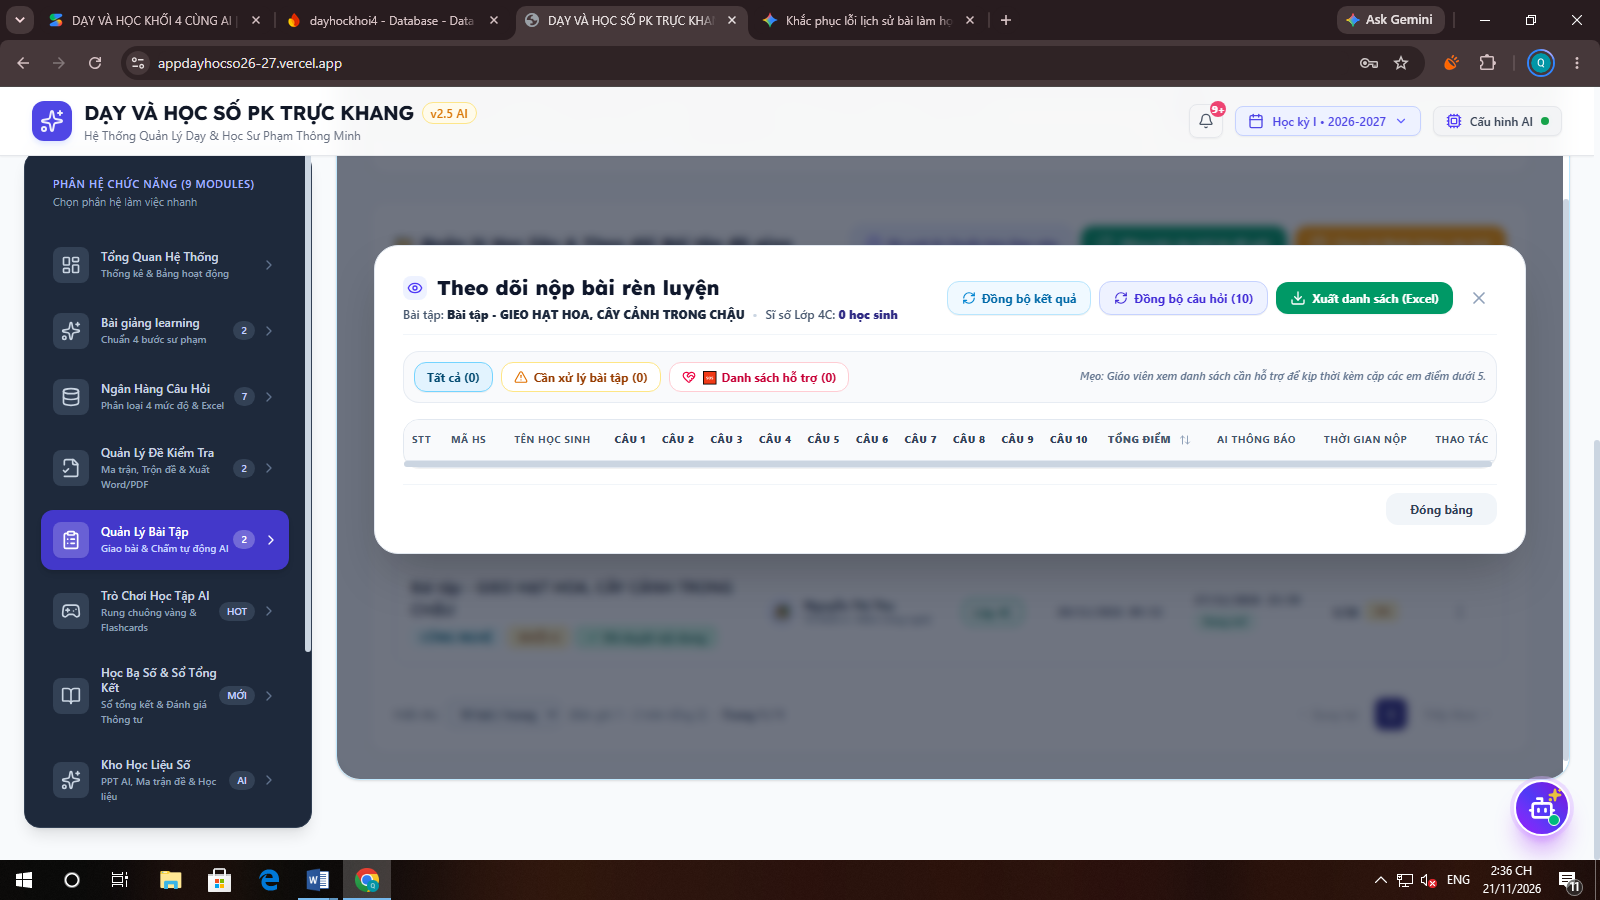 DẠY VÀ HỌC KHỐI 4 CÙNG AI
dayhockhoi4 - Database - Data
DẠY VÀ HỌC SỐ PK TRỰC KHA
Khắc phục lỗi lịch sử bài làm họ
Ask Gemini
appdayhocso26-27.vercel.app
Q
DẠY VÀ HỌC SỐ PK TRỰC KHANG
v2.5 AI
Hệ Thống Quản Lý Dạy & Học Sư Phạm Thông Minh
9+
Học kỳ I • 2026-2027
Cấu hình AI
PHÂN HỆ CHỨC NĂNG (9 MODULES)
Chọn phân hệ làm việc nhanh
Tổng Quan Hệ Thống
Thống kê & Bảng hoạt động
Bài giảng learning
Chuẩn 4 bước sư phạm
2
Ngân Hàng Câu Hỏi
Phân loại 4 mức độ & Excel
7
Quản Lý Đề Kiểm Tra
Ma trận, Trộn đề & Xuất
Word/PDF
2
Quản Lý Bài Tập
Giao bài & Chấm tự động AI
2
Trò Chơi Học Tập AI
Rung chuông vàng &
Flashcards
HOT
Học Bạ Số & Sổ Tổng
Kết
Sổ tổng kết & Đánh giá
Thông tư
MỚI
Kho Học Liệu Số
PPT AI, Ma trận đề & Học
liệu
AI
Theo dõi nộp bài rèn luyện
Bài tập: Bài tập - GIEO HẠT HOA, CÂY CẢNH TRONG CHẬU • Sĩ số Lớp 4C: 0 học sinh
Đồng bộ kết quả
Đồng bộ câu hỏi (10)
Xuất danh sách (Excel)
Tất cả (0)
Cần xử lý bài tập (0)
Danh sách hỗ trợ (0)
Mẹo: Giáo viên xem danh sách cần hỗ trợ để kịp thời kèm cặp các em điểm dưới 5.
STT MÃ HS TÊN HỌC SINH CÂU 1 CÂU 2 CÂU 3 CÂU 4 CÂU 5 CÂU 6 CÂU 7 CÂU 8 CÂU 9 CÂU 10 TỔNG ĐIỂM AI THÔNG BÁO THỜI GIAN NỘP THAO TÁC
Đóng bảng
ENG
2:36 CH
21/11/2026
11